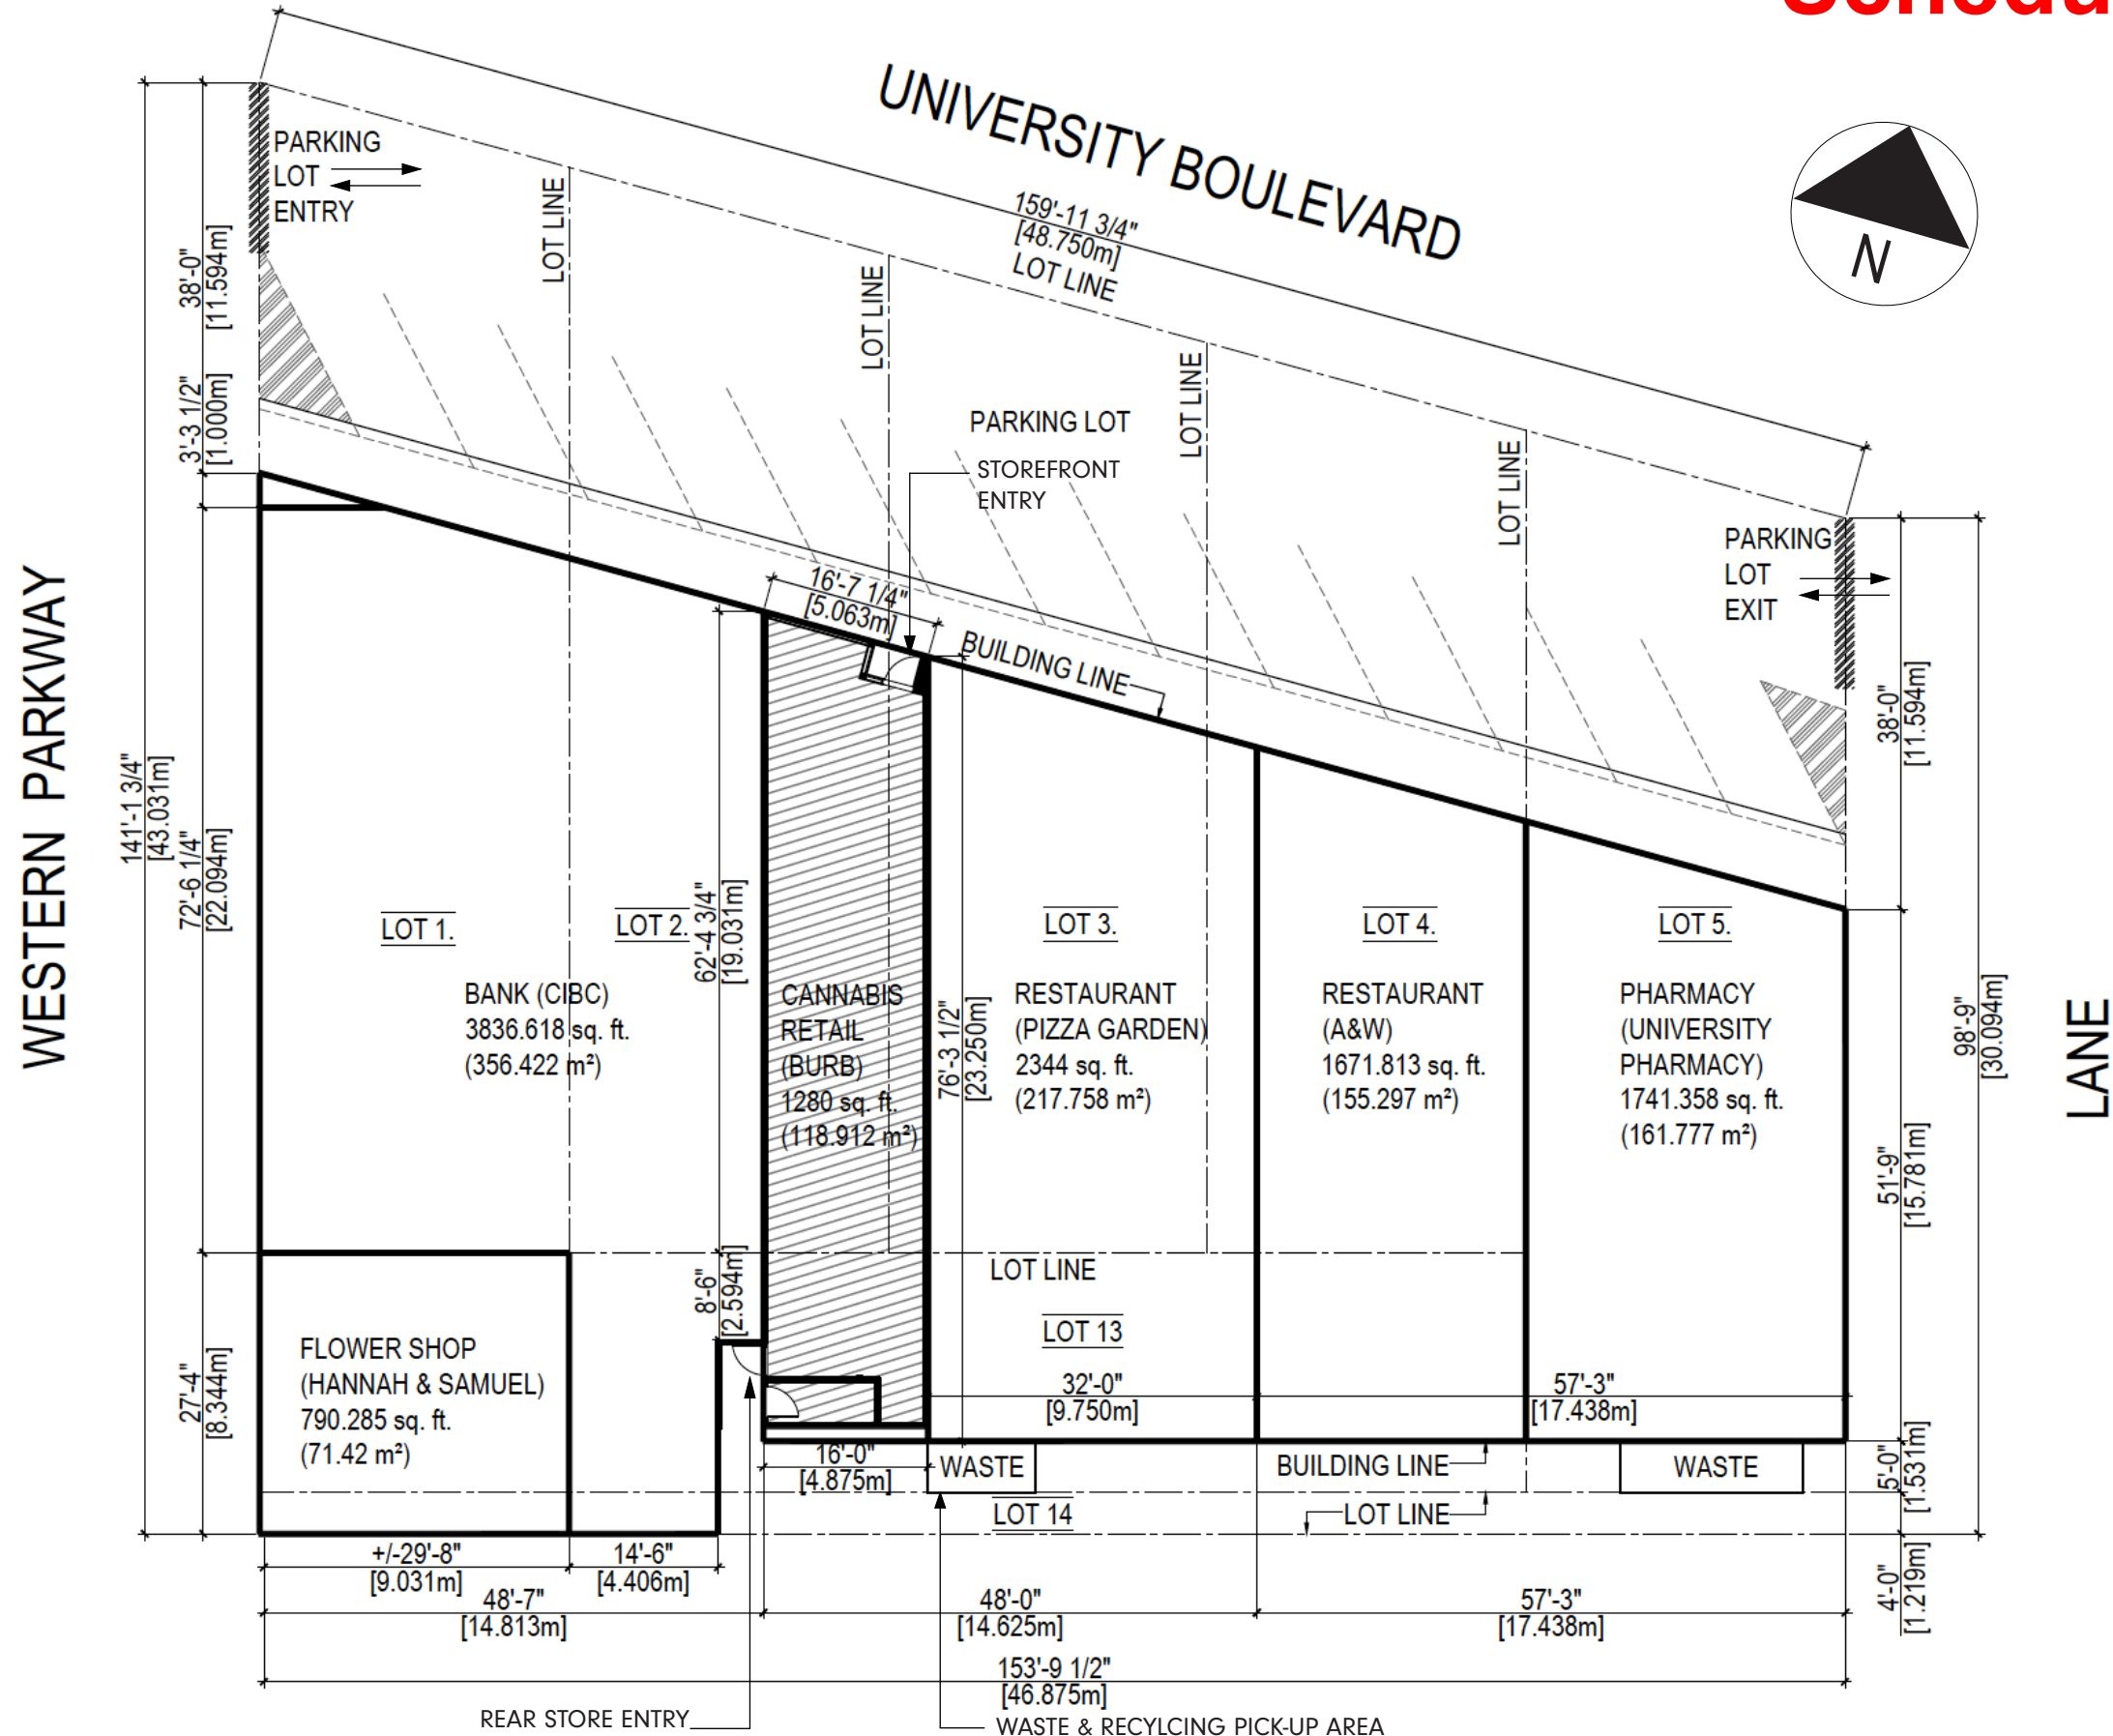 UNIVERSITY BOULEVARD
159'-11 3/4"
[48.750m]
LOT LINE
N
PARKING
LOT
ENTRY
LOT LINE
LOT LINE
LOT LINE
LOT LINE
38'-0"
[11.594m]
3'-3 1/2"
[1.000m]
PARKING LOT
STOREFRONT
ENTRY
PARKING
LOT
EXIT
16'-7 1/4"
[5.063m]
BUILDING LINE
WESTERN PARKWAY
141'-1 3/4"
[43.031m]
72'-6 1/4"
[22.094m]
38'-0"
[11.594m]
LOT 1.
LOT 2.
62'-4 3/4"
[19.031m]
LOT 3.
LOT 4.
LOT 5.
BANK (CIBC)
3836.618 sq. ft.
(356.422 m²)
CANNABIS
RETAIL
(BURB)
1280 sq. ft.
(118.912 m²)
76'-3 1/2"
[23.250m]
RESTAURANT
(PIZZA GARDEN)
2344 sq. ft.
(217.758 m²)
RESTAURANT
(A&W)
1671.813 sq. ft.
(155.297 m²)
PHARMACY
(UNIVERSITY
PHARMACY)
1741.358 sq. ft.
(161.777 m²)
98'-9"
[30.094m]
LANE
51'-9"
[15.781m]
LOT LINE
8'-6"
[2.594m]
LOT 13
FLOWER SHOP
(HANNAH & SAMUEL)
790.285 sq. ft.
(71.42 m²)
27'-4"
[8.344m]
32'-0"
[9.750m]
57'-3"
[17.438m]
16'-0"
[4.875m]
WASTE
BUILDING LINE
WASTE
5'-0"
[1.531m]
LOT 14
LOT LINE
+/-29'-8"
[9.031m]
14'-6"
[4.406m]
4'-0"
[1.219m]
48'-7"
[14.813m]
48'-0"
[14.625m]
57'-3"
[17.438m]
153'-9 1/2"
[46.875m]
REAR STORE ENTRY
WASTE & RECYLCING PICK-UP AREA